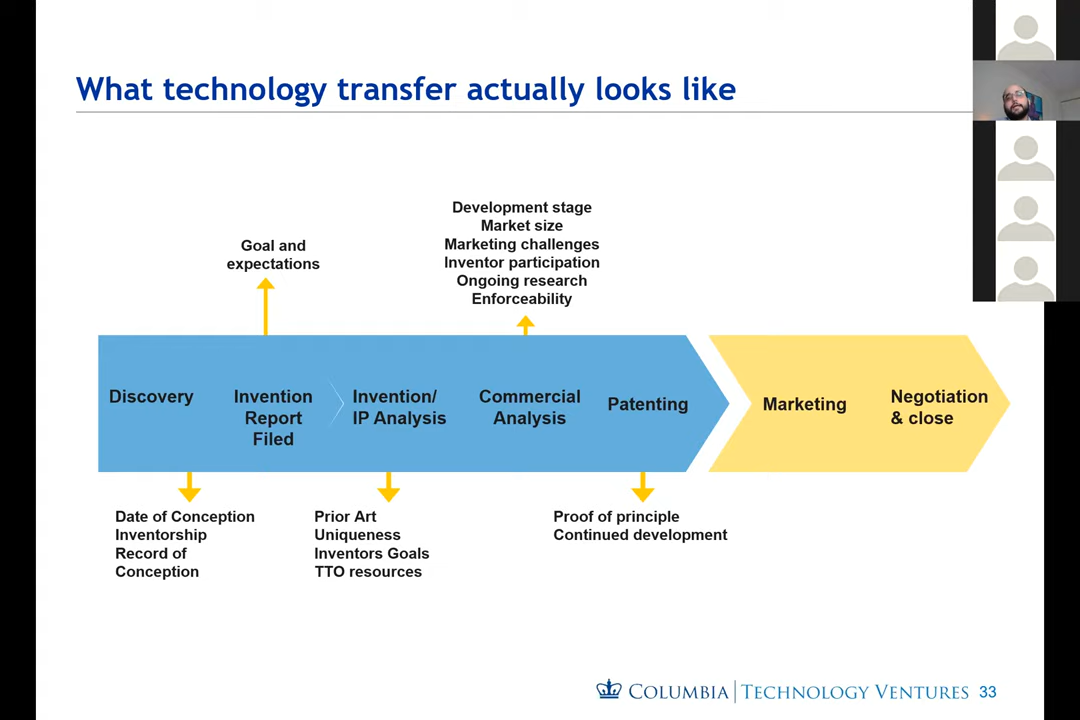 What technology transfer actually looks like
Goal and
expectations
Development stage
Market size
Marketing challenges
Inventor participation
Ongoing research
Enforceability
Discovery
Invention
Report
Filed
Invention/
IP Analysis
Commercial
Analysis
Patenting
Marketing
Negotiation
& close
Date of Conception
Inventorship
Record of
Conception
Prior Art
Uniqueness
Inventors Goals
TTO resources
Proof of principle
Continued development
COLUMBIA | TECHNOLOGY VENTURES 33